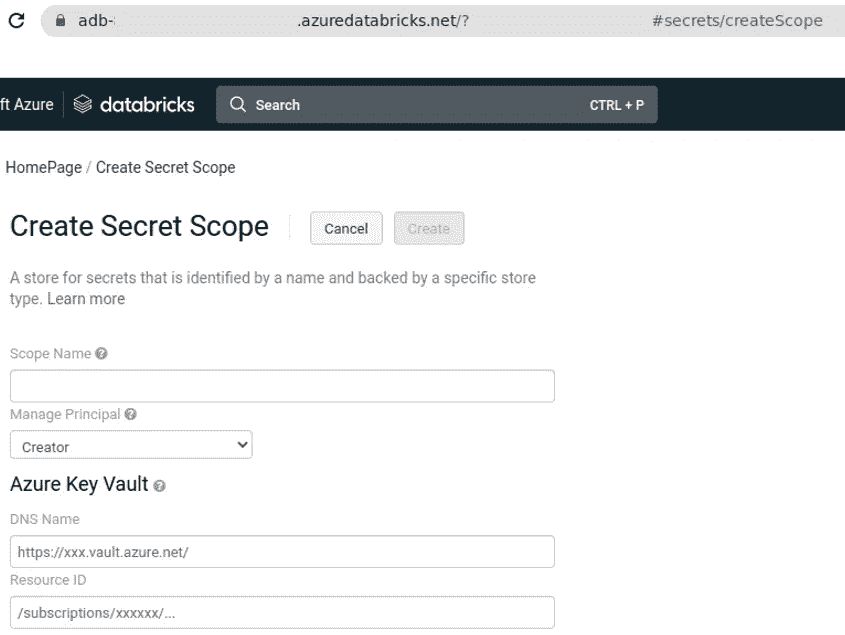 adb- .azuredatabricks.net/? #secrets/createScope
ft Azure databricks Search CTRL + P
HomePage / Create Secret Scope
Create Secret Scope Cancel Create
A store for secrets that is identified by a name and backed by a specific store
type. Learn more
Scope Name
Manage Principal
Creator
Azure Key Vault
DNS Name
https://xxx.vault.azure.net/
Resource ID
/subscriptions/xxxxxx/...